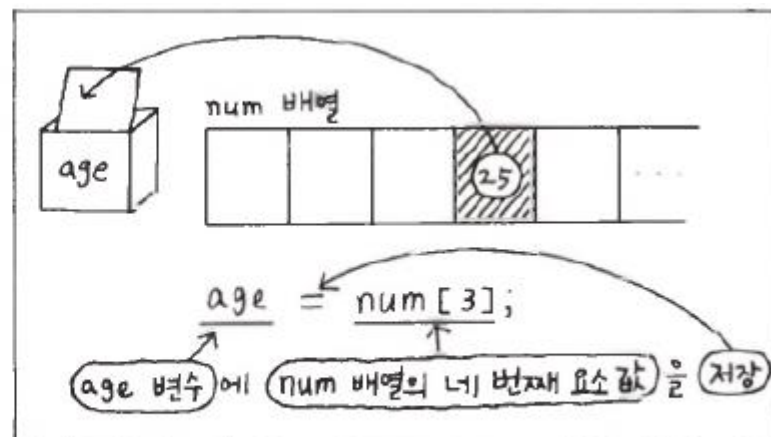 num 배열
age
25
....
age = num[3];
age 변수에 num 배열의 네 번째 요소 값을 저장